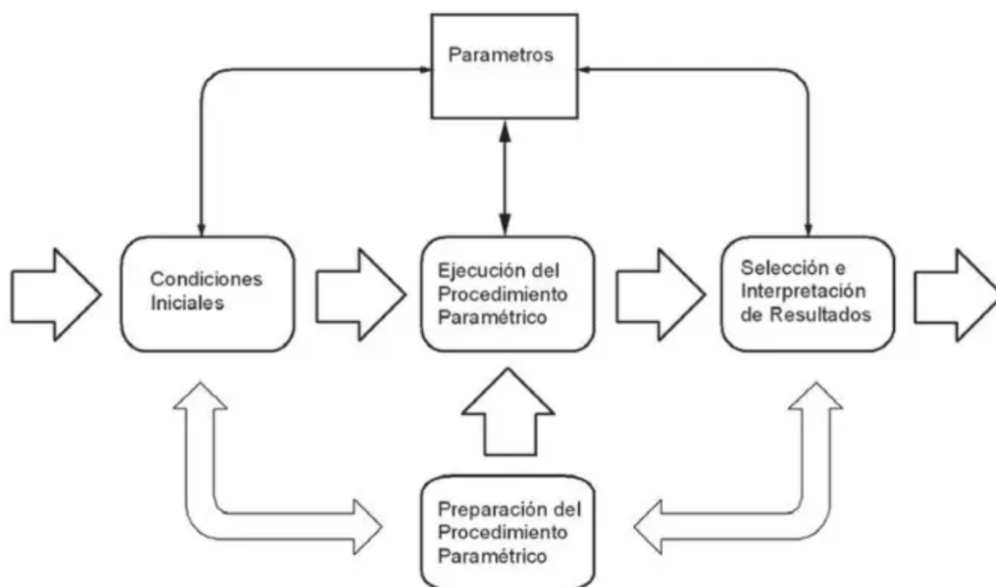 Parametros
Condiciones
Iniciales
Ejecución del
Procedimiento
Paramétrico
Selección e
Interpretación
de Resultados
Preparación del
Procedimiento
Paramétrico